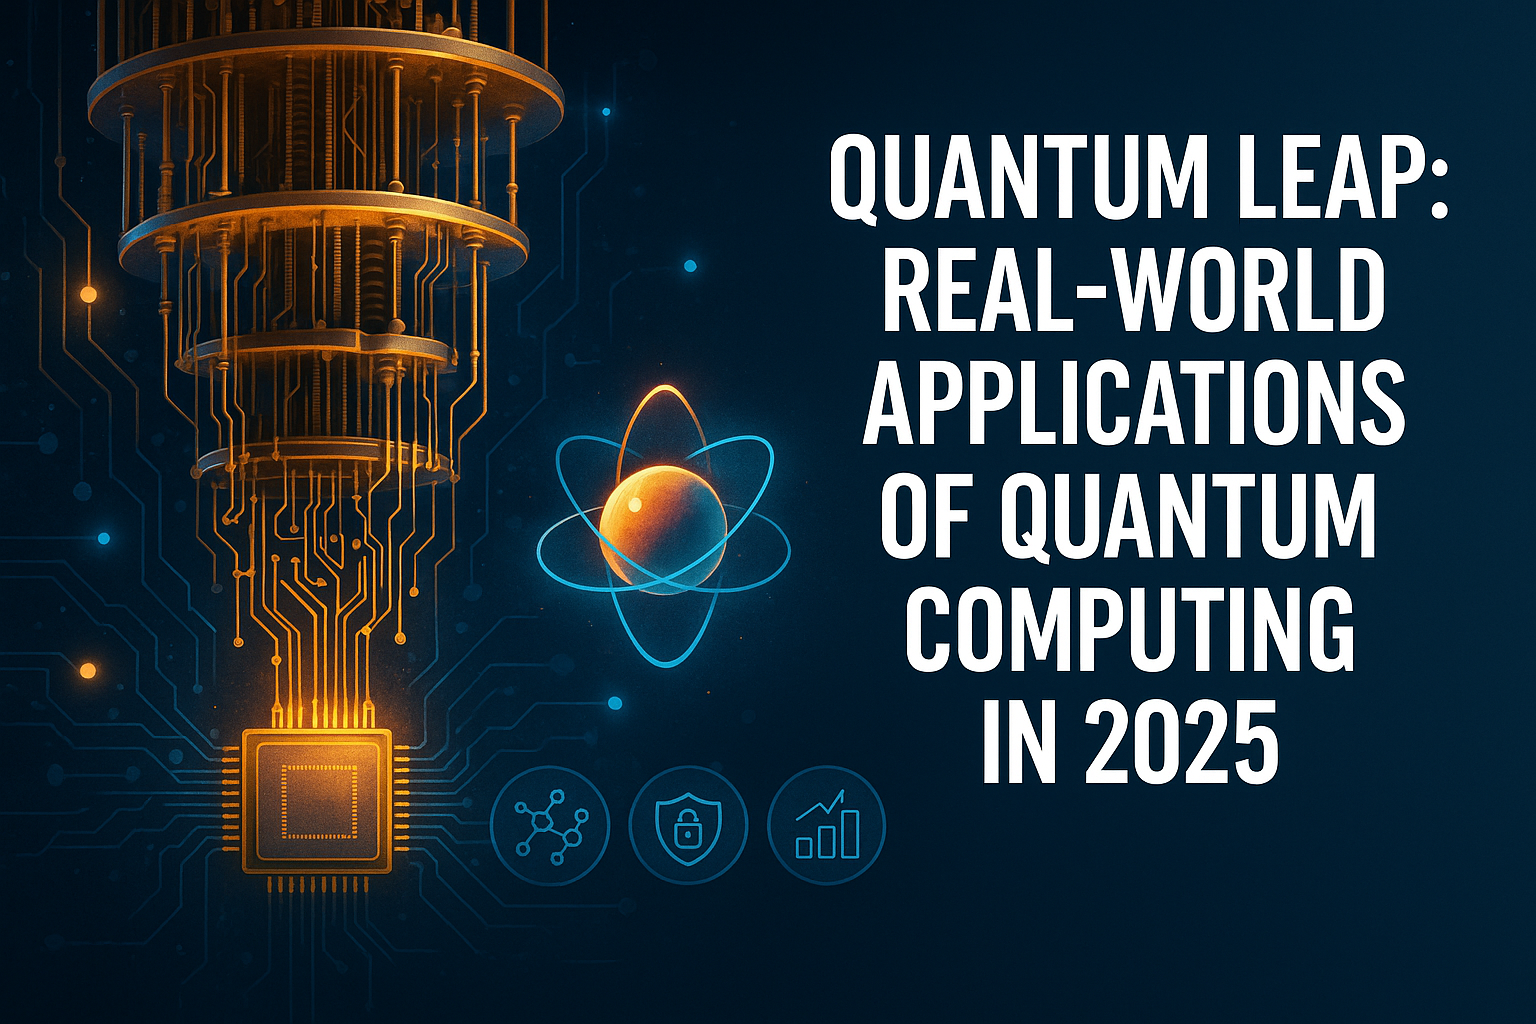 QUANTUM LEAP:
REAL-WORLD
APPLICATIONS
OF QUANTUM
COMPUTING
IN 2025